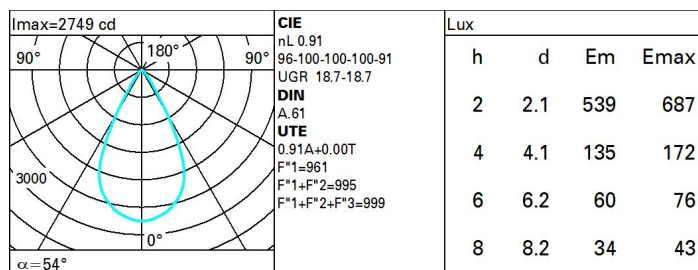 Imax=2749 cd
90°
180°
90°
3000
0°
α=54°
CIE
nL 0.91
96-100-100-100-91
UGR 18.7-18.7
DIN
A.61
UTE
0.91A+0.00T
F"1=961
F"1+F"2=995
F"1+F"2+F"3=999
Lux
h d Em Emax
2 2.1 539 687
4 4.1 135 172
6 6.2 60 76
8 8.2 34 43